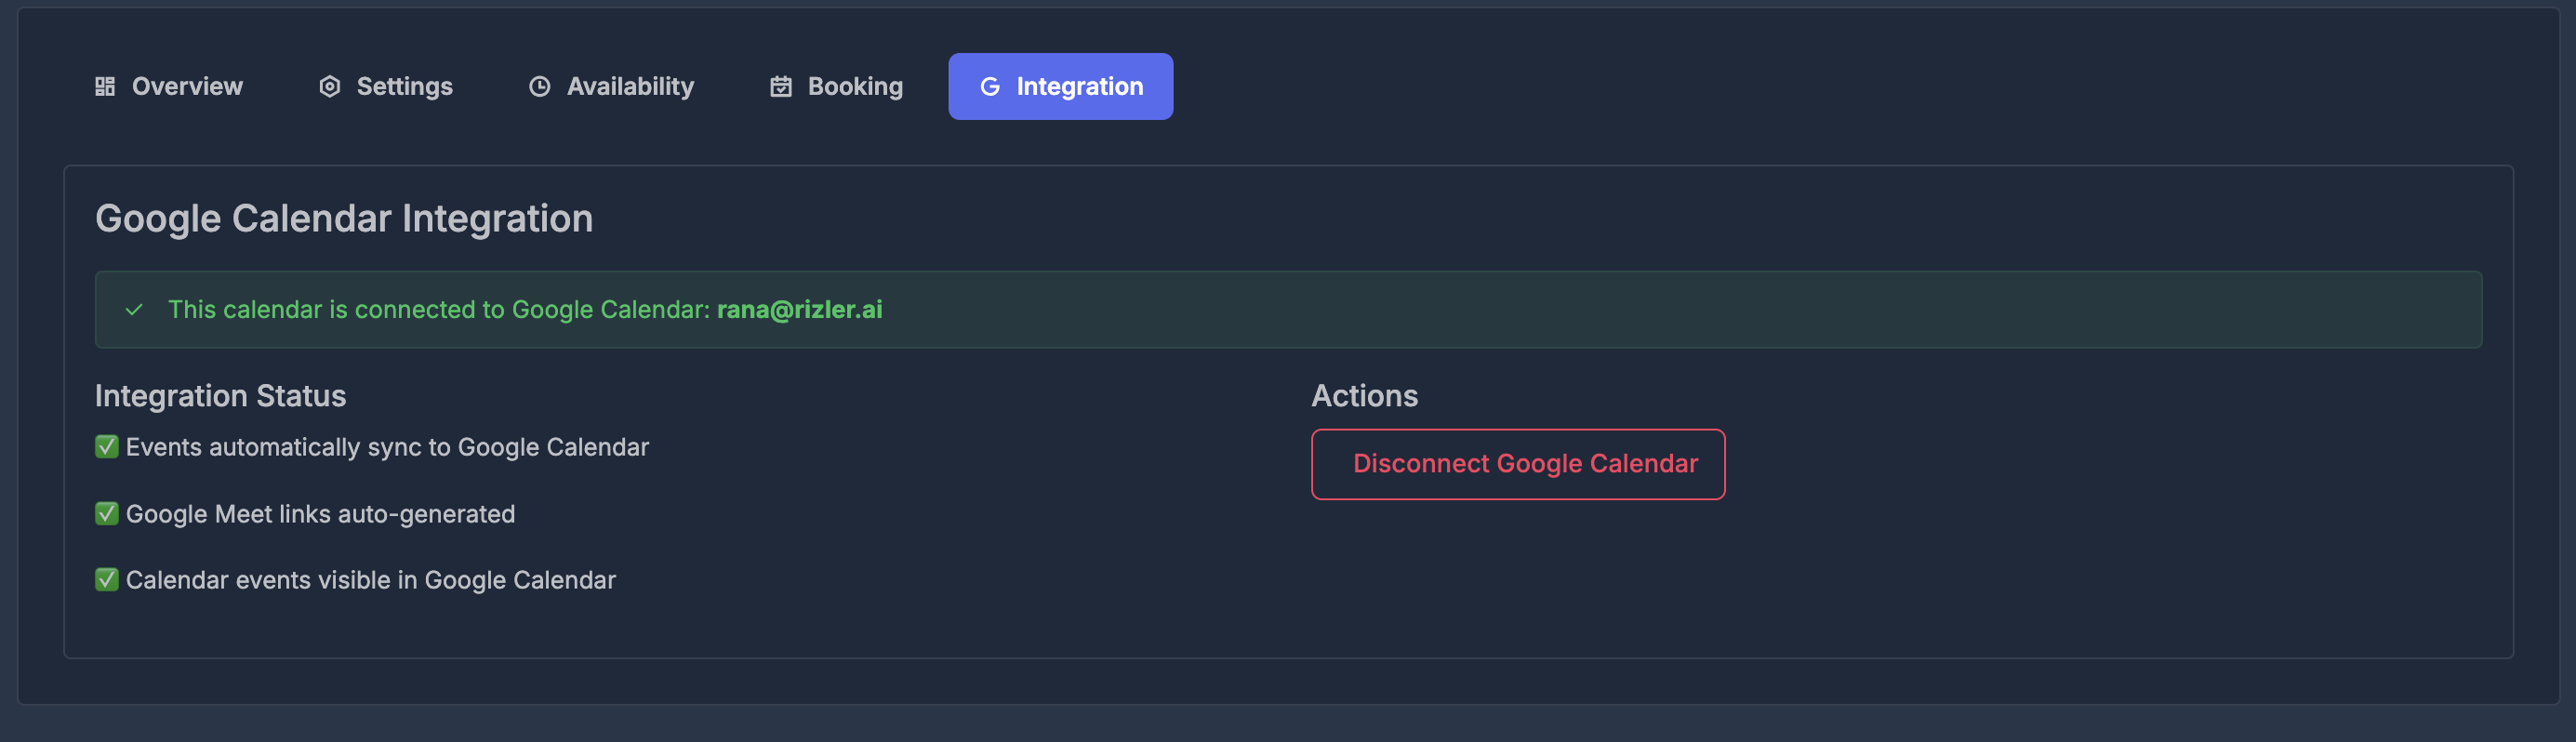 Overview
Settings
Availability
Booking
Integration
Google Calendar Integration
This calendar is connected to Google Calendar: rana@rizler.ai
Integration Status
Events automatically sync to Google Calendar
Google Meet links auto-generated
Calendar events visible in Google Calendar
Actions
Disconnect Google Calendar